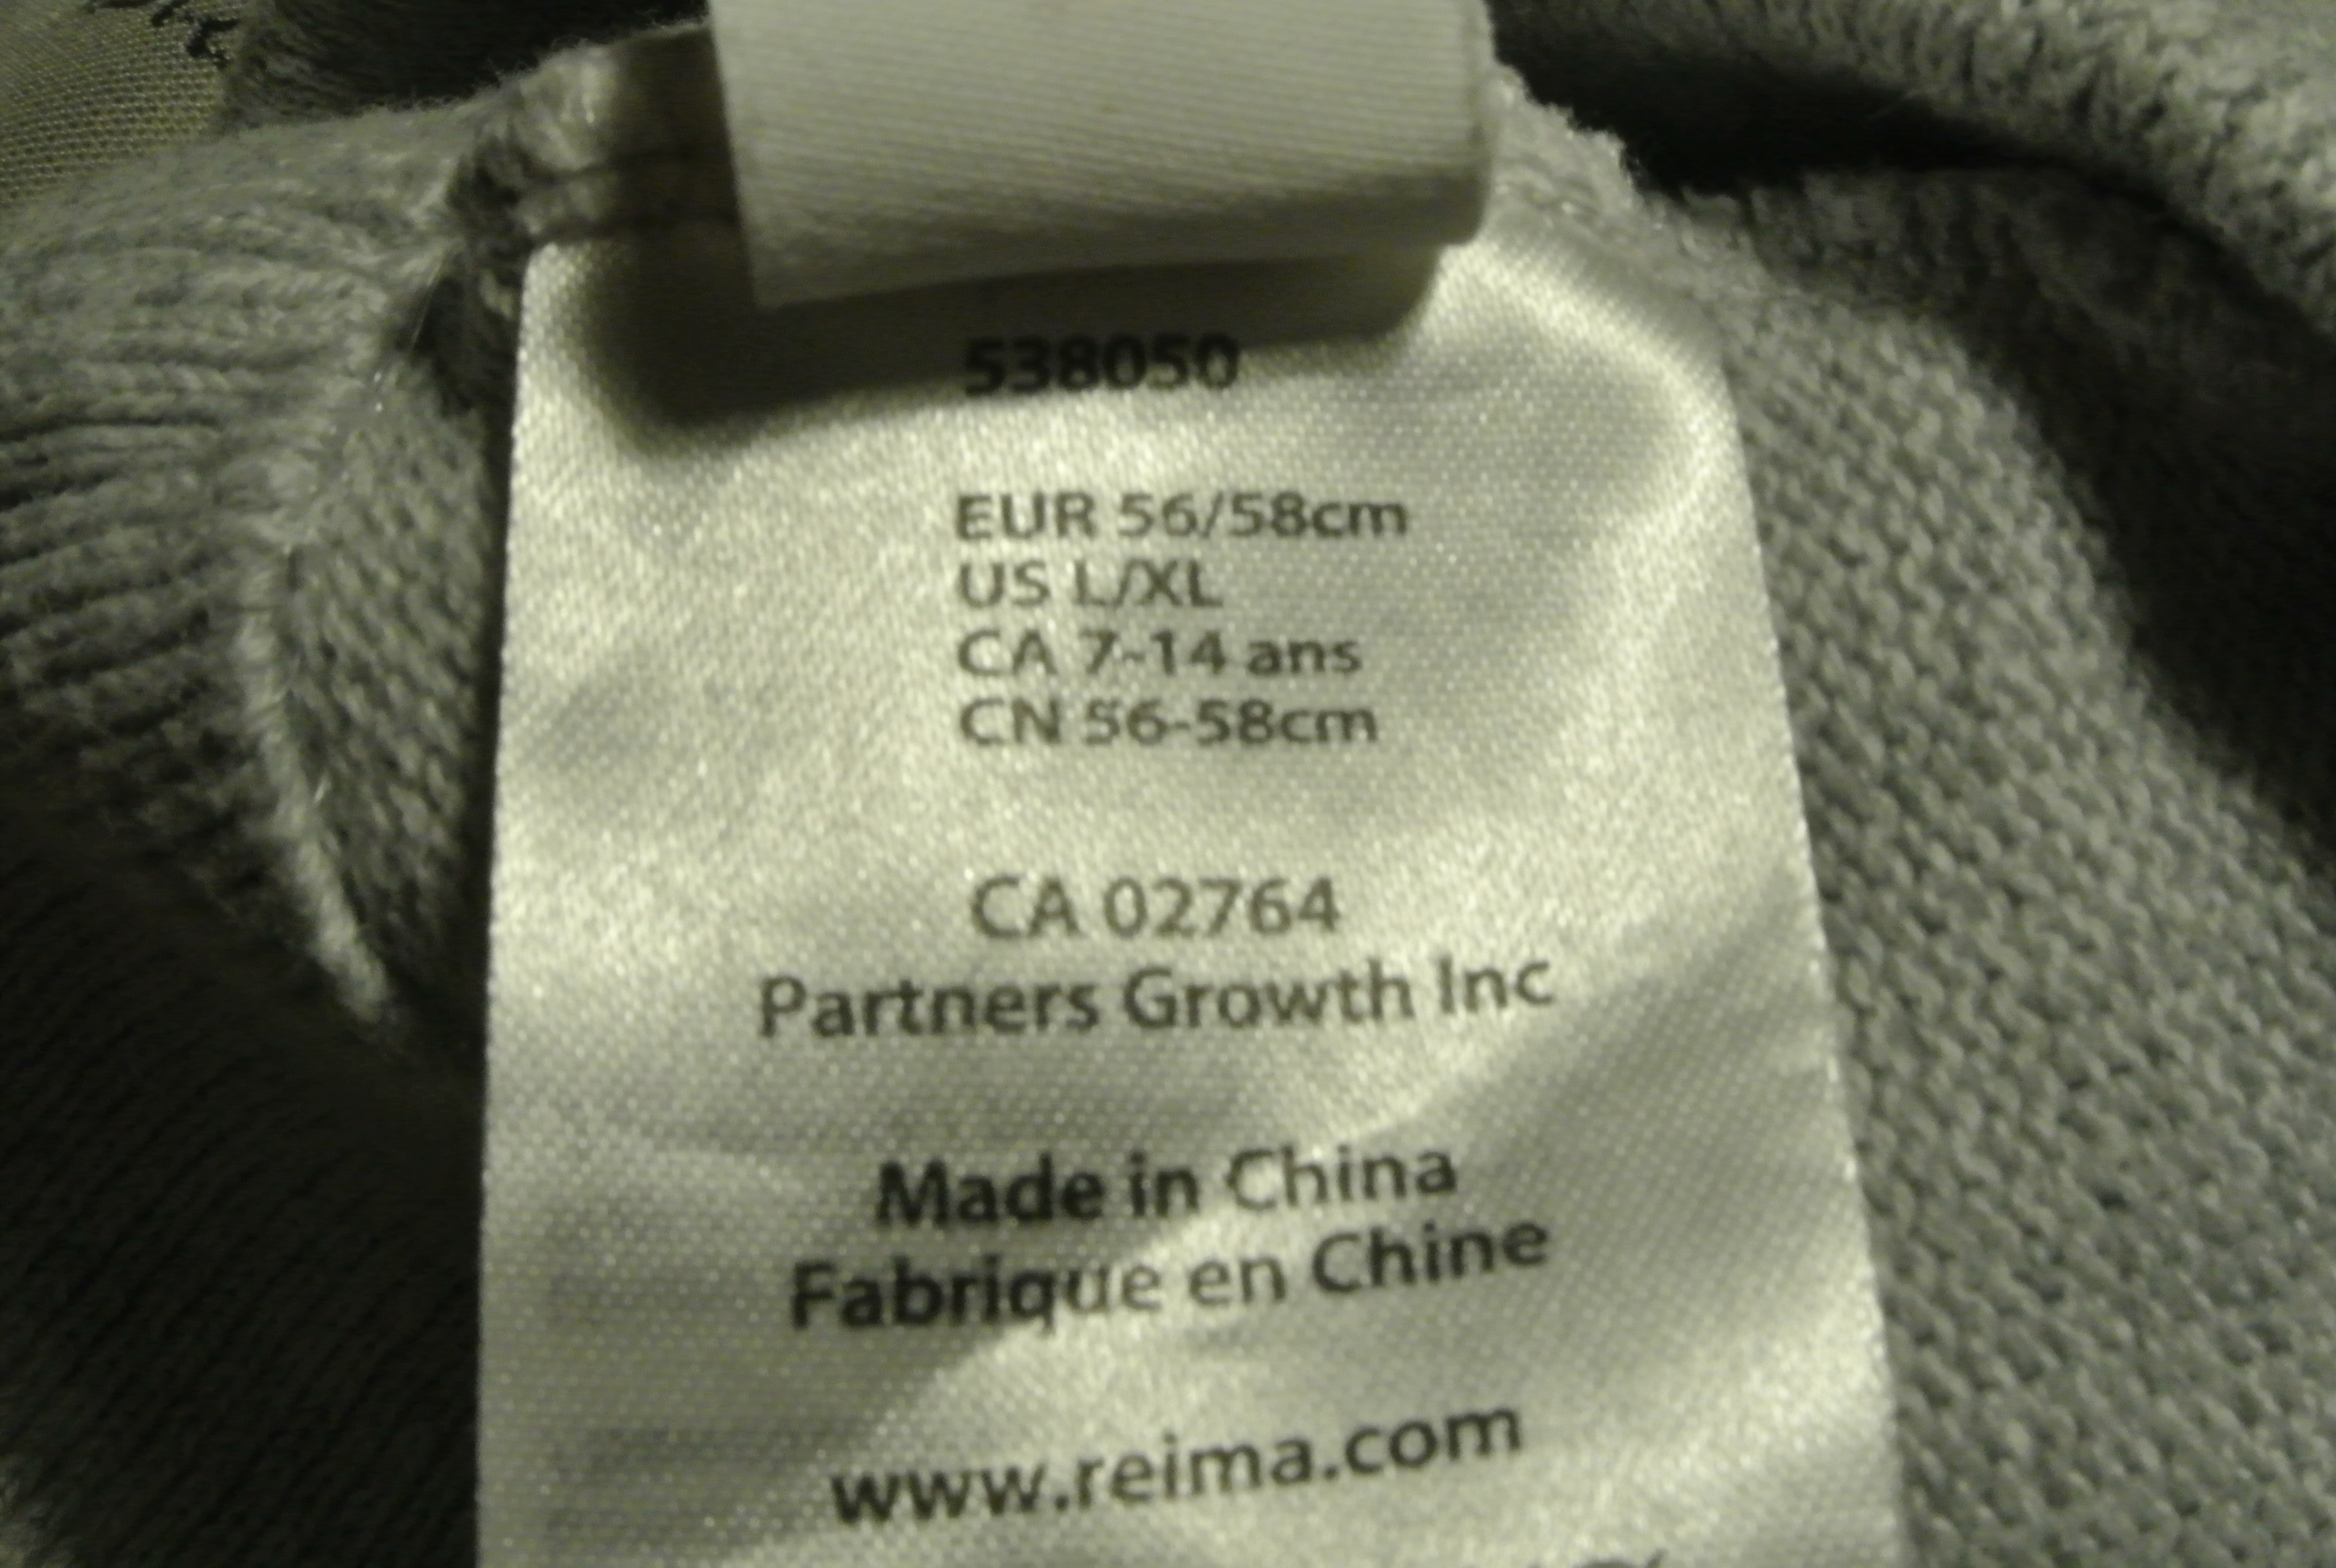 538050
EUR 56/58cm
US L/XL
CA 7-14 ans
CN 56-58cm
CA 02764
Partners Growth Inc
Made in China
Fabrique en Chine
www.reima.com